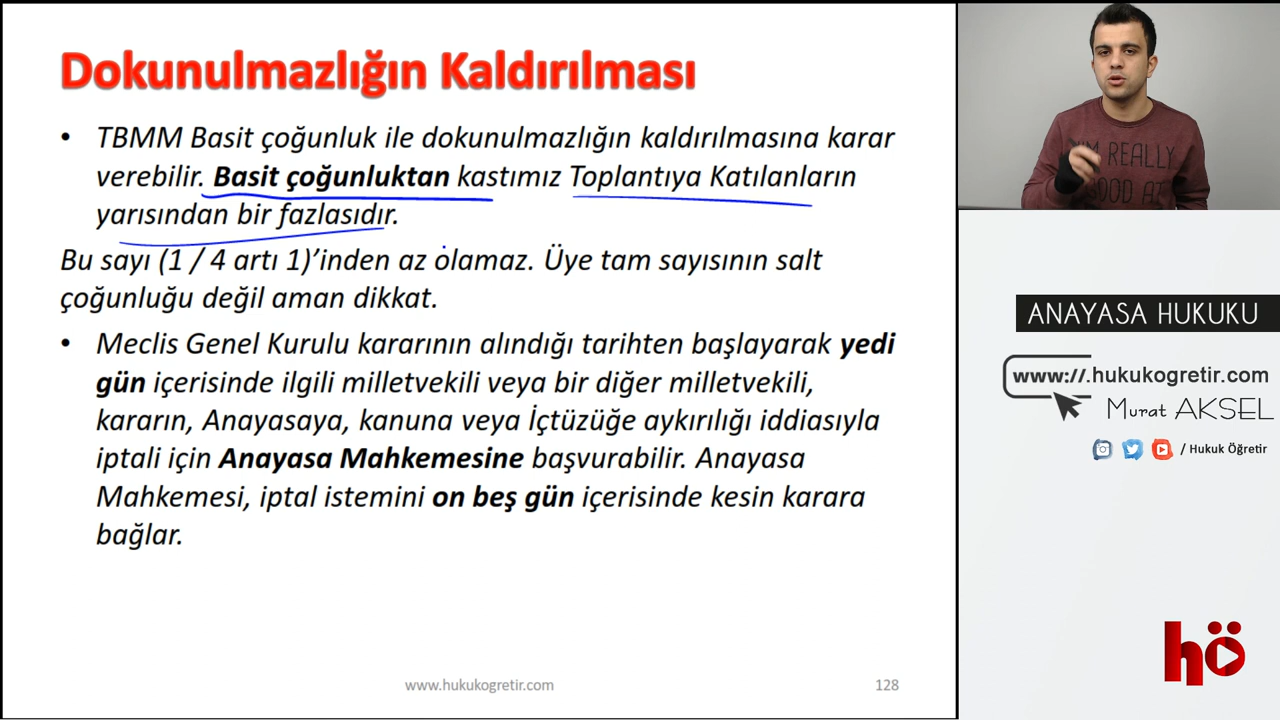 Dokunulmazlığın Kaldırılması
• TBMM Basit çoğunluk ile dokunulmazlığın kaldırılmasına karar
verebilir. Basit çoğunluktan kastımız Toplantıya Katılanların
yarısından bir fazlasıdır.
Bu sayı (1 / 4 artı 1)’inden az olamaz. Üye tam sayısının salt
çoğunluğu değil aman dikkat.
• Meclis Genel Kurulu kararının alındığı tarihten başlayarak yedi
gün içerisinde ilgili milletvekili veya bir diğer milletvekili,
kararın, Anayasaya, kanuna veya İçtüzüğe aykırılığı iddiasıyla
iptali için Anayasa Mahkemesine başvurabilir. Anayasa
Mahkemesi, iptal istemini on beş gün içerisinde kesin karara
bağlar.
www.hukukogretir.com
128
REALLY
ANAYASA HUKUKU
www://.hukukogretir.com
Murat AKSEL
/ Hukuk Öğretir
hö